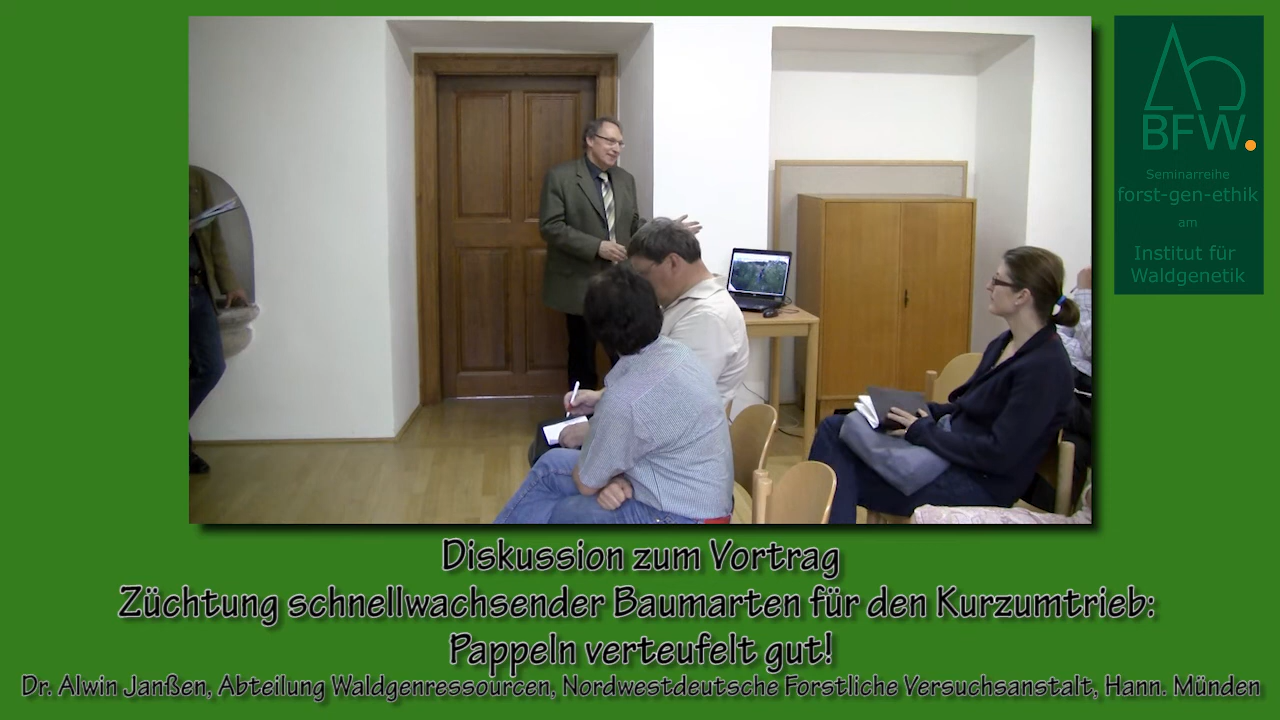 BFW.
Seminarreihe
forst-gen-ethik
am
Institut für
Waldgenetik
Diskussion zum Vortrag
Züchtung schnellwachsender Baumarten für den Kurzumtrieb:
Pappeln verteufelt gut!
Dr. Alwin Janßen, Abteilung Waldgenressourcen, Nordwestdeutsche Forstliche Versuchsanstalt, Hann. Münden